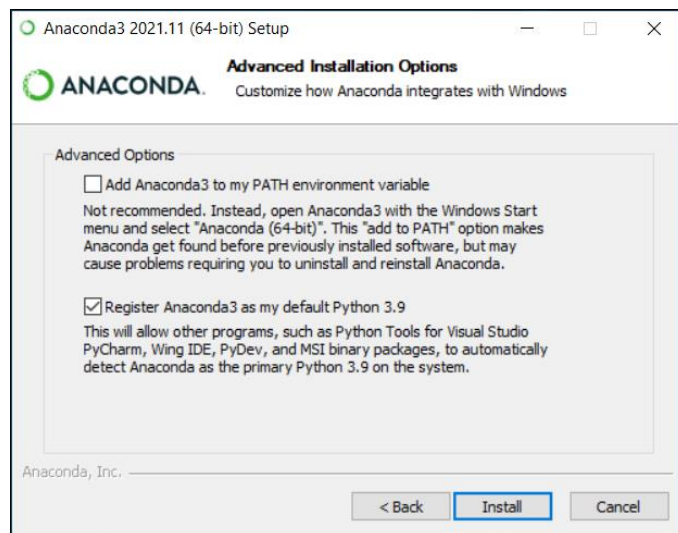 Anaconda3 2021.11 (64-bit) Setup
ANACONDA.
Advanced Installation Options
Customize how Anaconda integrates with Windows
Advanced Options
Add Anaconda3 to my PATH environment variable
Not recommended. Instead, open Anaconda3 with the Windows Start
menu and select "Anaconda (64-bit)". This "add to PATH" option makes
Anaconda get found before previously installed software, but may
cause problems requiring you to uninstall and reinstall Anaconda.
Register Anaconda3 as my default Python 3.9
This will allow other programs, such as Python Tools for Visual Studio
PyCharm, Wing IDE, PyDev, and MSI binary packages, to automatically
detect Anaconda as the primary Python 3.9 on the system.
Anaconda, Inc.
< Back
Install
Cancel